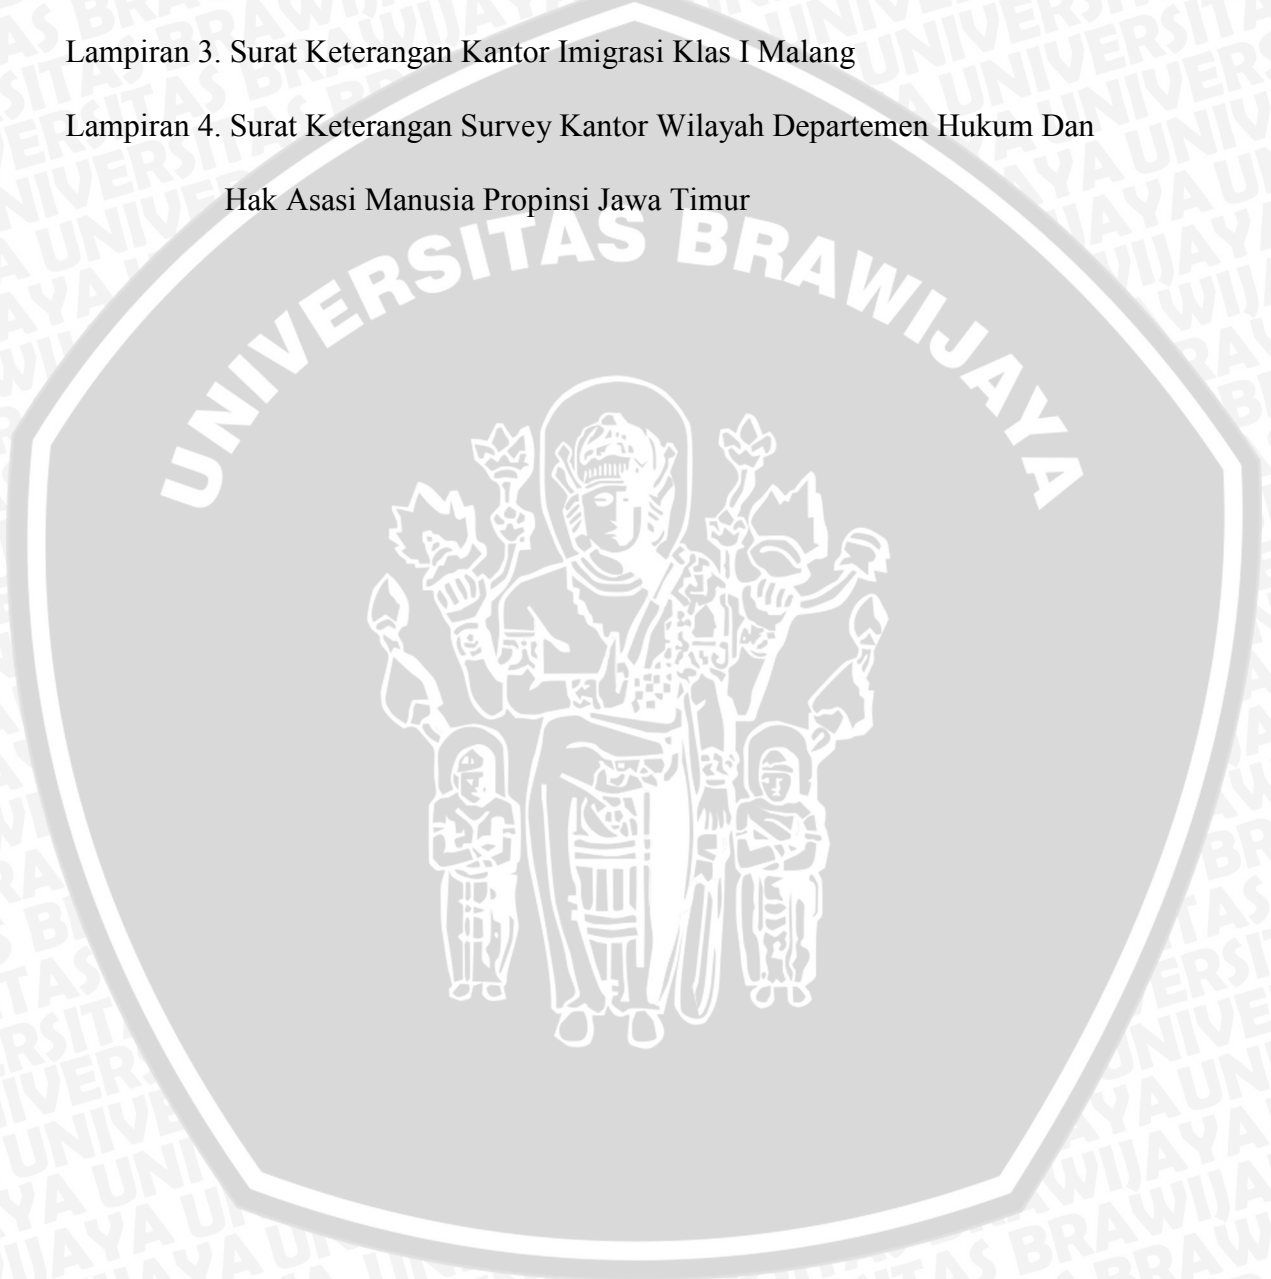 Lampiran 3. Surat Keterangan Kantor Imigrasi Klas I Malang
Lampiran 4. Surat Keterangan Survey Kantor Wilayah Departemen Hukum Dan
Hak Asasi Manusia Propinsi Jawa Timur
UNIVERSITAS BRAWIJAYA